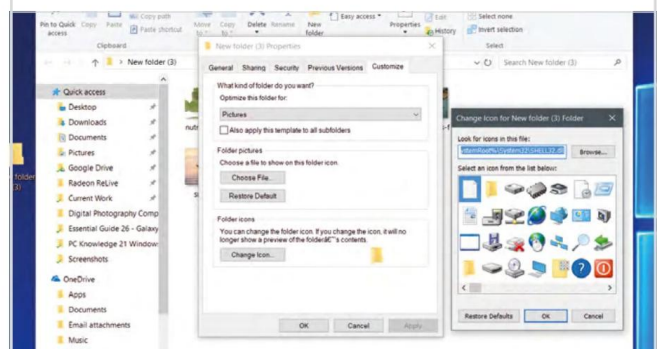 Copy path
Easy access
Edit
Select none
Pin to Quick access
Copy
Paste
Paste shortcut
Move to
Copy to
Delete
Rename
New folder
Properties
History
Invert selection
Clipboard
Select
New folder (3)
Search New folder (3)
Quick access
Desktop
Downloads
Documents
Pictures
Google Drive
Radeon ReLive
Current Work
Digital Photography Comp
Essential Guide 26 - Galaxy
PC Knowledge 21 Window
Screenshots
OneDrive
Apps
Documents
Email attachments
Music
folder
3)
nutr
New folder (3) Properties
General Sharing Security Previous Versions Customize
What kind of folder do you want?
Optimize this folder for:
Pictures
Also apply this template to all subfolders
Folder pictures
Choose a file to show on this folder icon.
Choose File...
Restore Default
Folder icons
You can change the folder icon. If you change the icon, it will no
longer show a preview of the folderâ€™s contents.
Change Icon...
OK Cancel Apply
Change Icon for New folder (3) Folder
Look for icons in this file:
stemRoot%\System32\SHELL32.dll
Browse...
Select an icon from the list below:
Restore Defaults OK Cancel